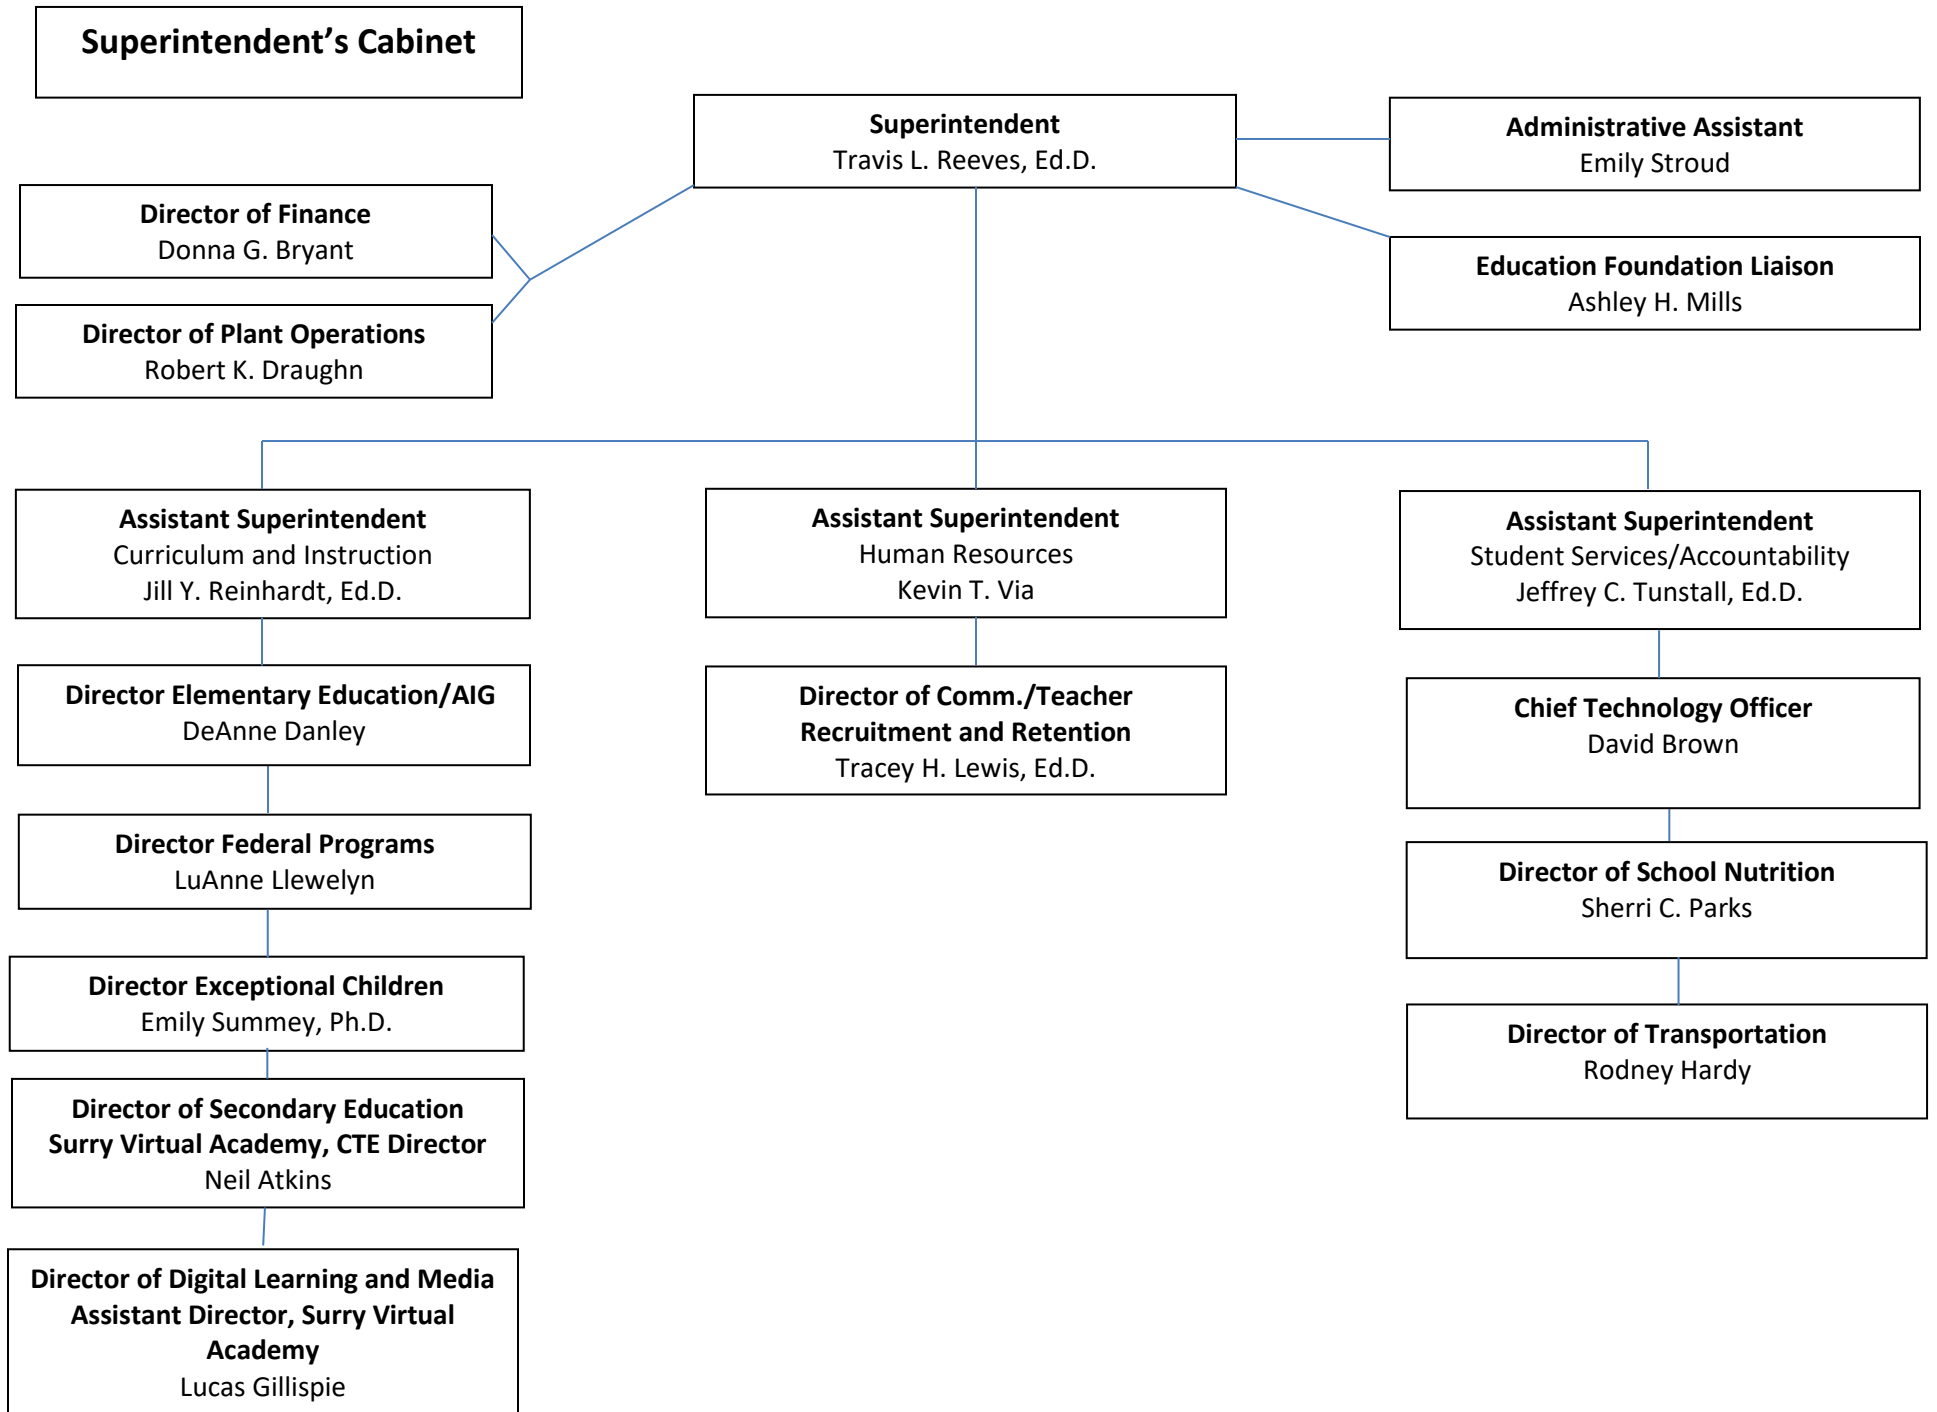 Superintendent’s Cabinet
Superintendent
Travis L. Reeves, Ed.D.
Administrative Assistant
Emily Stroud
Director of Finance
Donna G. Bryant
Education Foundation Liaison
Ashley H. Mills
Director of Plant Operations
Robert K. Draughn
Assistant Superintendent
Curriculum and Instruction
Jill Y. Reinhardt, Ed.D.
Assistant Superintendent
Human Resources
Kevin T. Via
Assistant Superintendent
Student Services/Accountability
Jeffrey C. Tunstall, Ed.D.
Director Elementary Education/AIG
DeAnne Danley
Director of Comm./Teacher
Recruitment and Retention
Tracey H. Lewis, Ed.D.
Chief Technology Officer
David Brown
Director Federal Programs
LuAnne Llewelyn
Director of School Nutrition
Sherri C. Parks
Director Exceptional Children
Emily Summey, Ph.D.
Director of Transportation
Rodney Hardy
Director of Secondary Education
Surry Virtual Academy, CTE Director
Neil Atkins
Director of Digital Learning and Media
Assistant Director, Surry Virtual
Academy
Lucas Gillispie